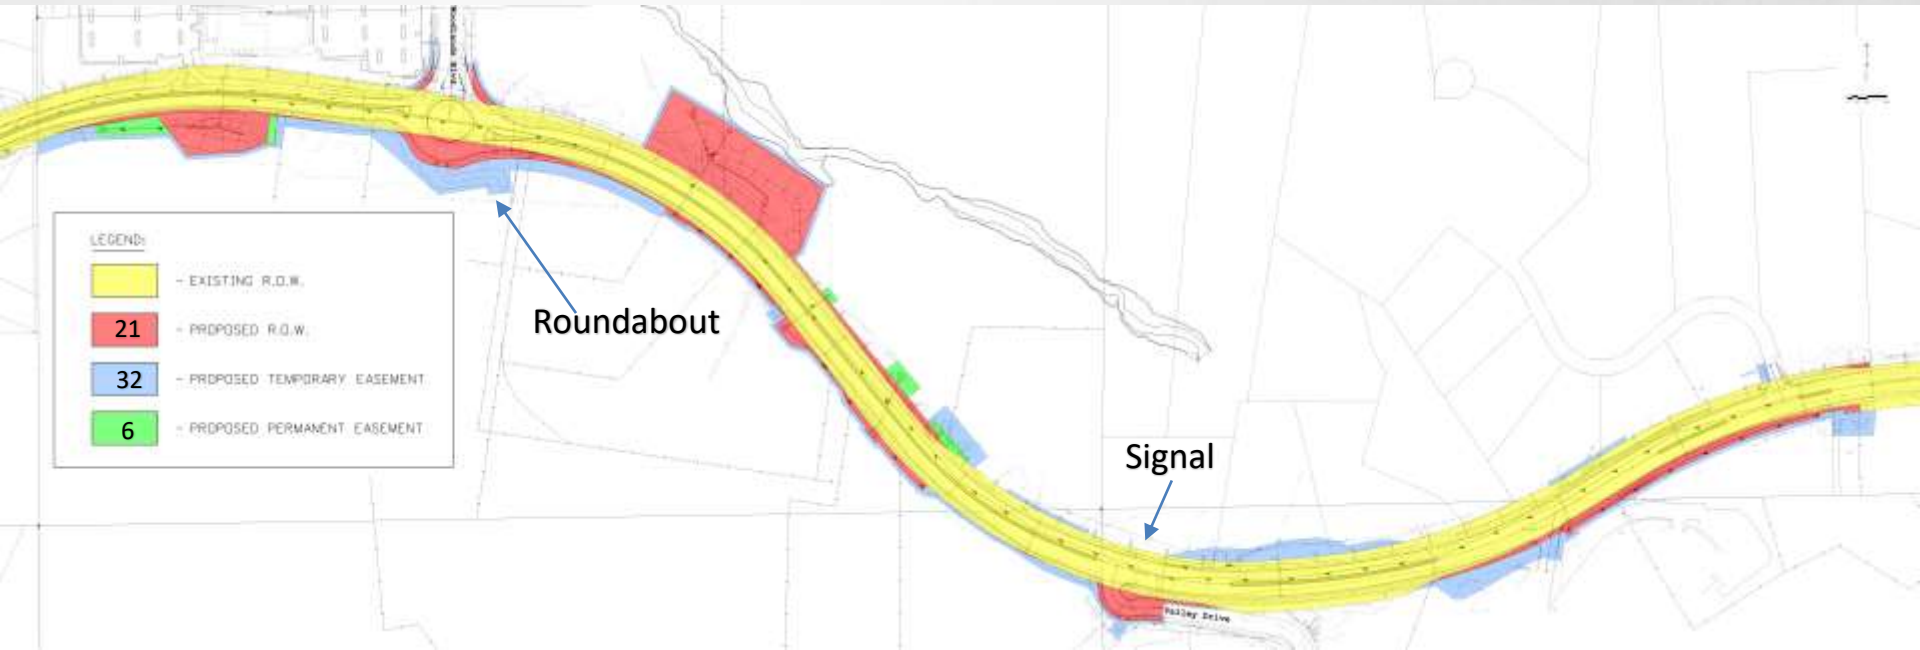 LEGEND:
- EXISTING R.O.W.
21 - PROPOSED R.O.W.
32 - PROPOSED TEMPORARY EASEMENT
6 - PROPOSED PERMANENT EASEMENT
Roundabout
Signal
Valley Drive